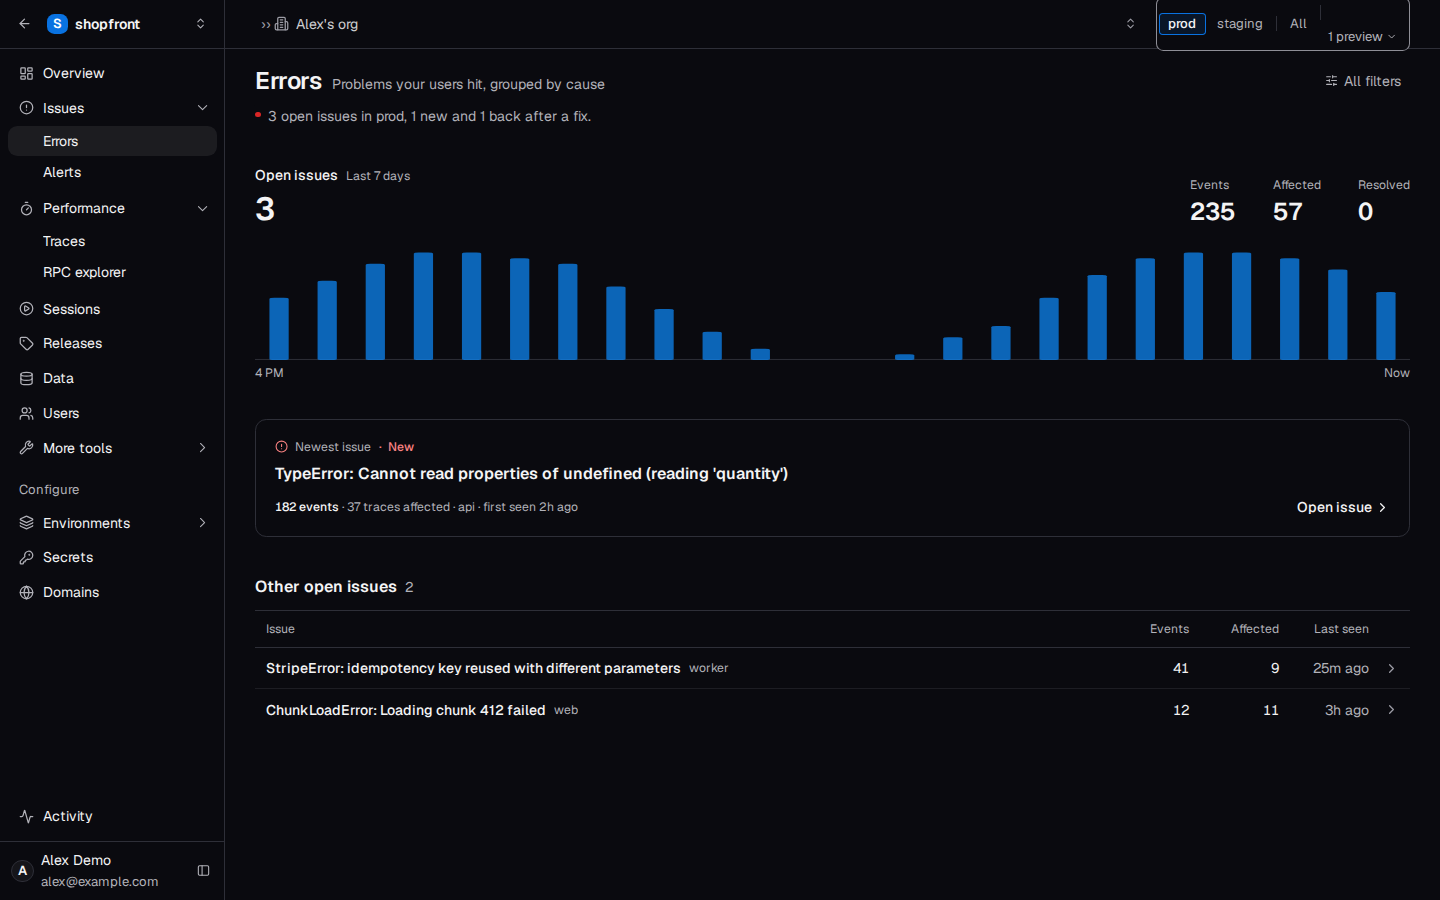 S shopfront
Overview
Issues
Errors
Alerts
Performance
Traces
RPC explorer
Sessions
Releases
Data
Users
More tools
Configure
Environments
Secrets
Domains
Activity
A Alex Demo
alex@example.com
›› Alex's org
prod staging All 1 preview
Errors Problems your users hit, grouped by cause
All filters
3 open issues in prod, 1 new and 1 back after a fix.
Open issues Last 7 days
3
Events Affected Resolved
235 57 0
4 PM Now
Newest issue · New
TypeError: Cannot read properties of undefined (reading 'quantity')
182 events · 37 traces affected · api · first seen 2h ago
Open issue
Other open issues 2
Issue Events Affected Last seen
StripeError: idempotency key reused with different parameters worker 41 9 25m ago
ChunkLoadError: Loading chunk 412 failed web 12 11 3h ago